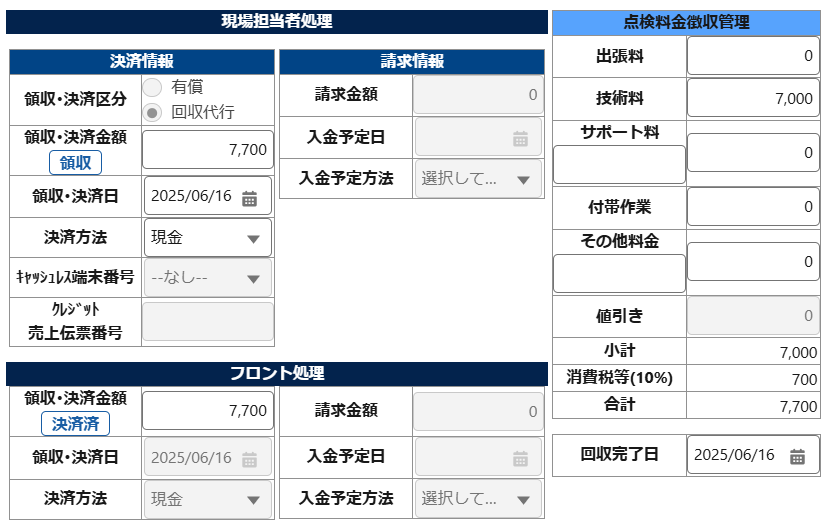 現場担当者処理
決済情報
領収・決済区分
有償
回収代行
領収・決済金額
領収
7,700
領収・決済日
2025/06/16
決済方法
現金
ｷｬｯｼｭﾚｽ端末番号
--なし--
ｸﾚｼﾞｯﾄ
売上伝票番号
請求情報
請求金額
0
入金予定日
入金予定方法
選択して...
フロント処理
領収・決済金額
決済済
7,700
領収・決済日
2025/06/16
決済方法
現金
請求金額
0
入金予定日
入金予定方法
選択して...
点検料金徴収管理
出張料
0
技術料
7,000
サポート料
0
付帯作業
0
その他料金
0
値引き
0
小計
7,000
消費税等(10%)
700
合計
7,700
回収完了日
2025/06/16